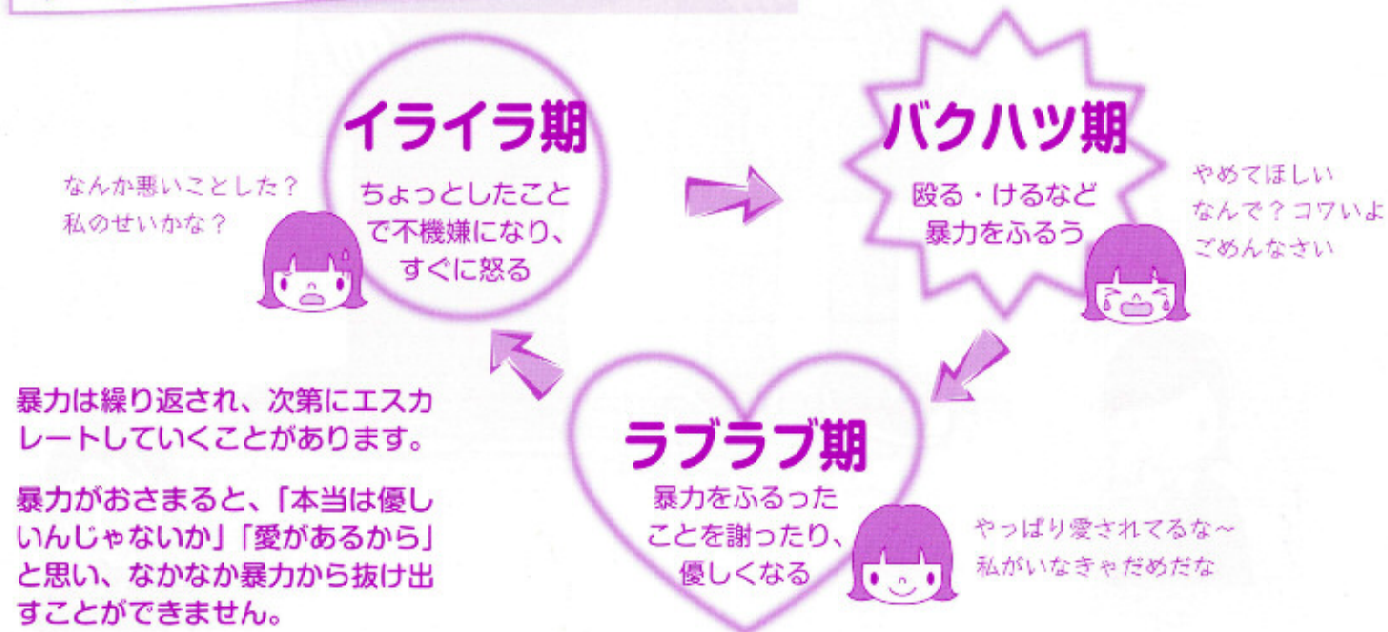 イライラ期
ちょっとしたこと
で不機嫌になり、
すぐに怒る
なんか悪いことした？
私のせいかな？
バクハツ期
殴る・けるなど
暴力をふるう
やめてほしい
なんで？コワいよ
ごめんなさい
ラブラブ期
暴力をふるった
ことを謝ったり、
優しくなる
やっぱり愛されてるな～
私がいなきゃだめだな
暴力は繰り返され、次第にエスカ
レートしていくことがあります。
暴力がおさまると、「本当は優し
いんじゃないか」「愛があるから」
と思い、なかなか暴力から抜け出
すことができません。